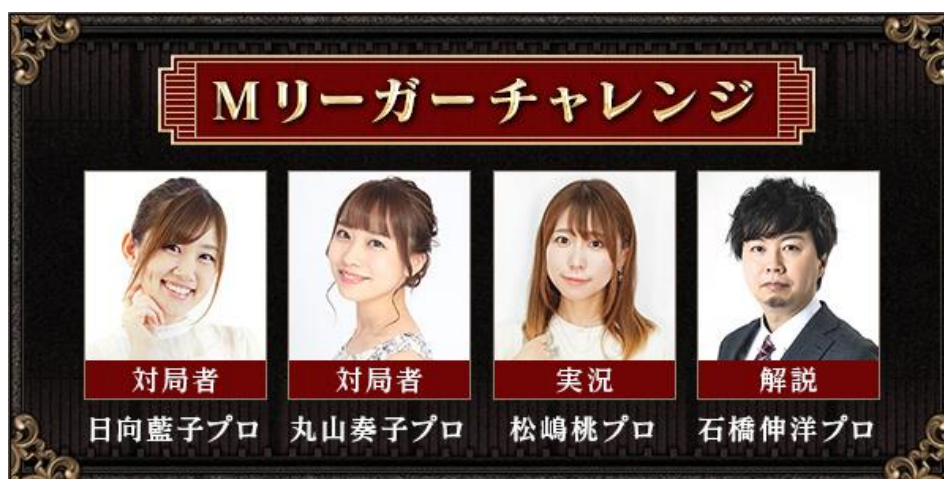 Mリーガーチャレンジ
対局者
対局者
実況
解説
日向藍子プロ
丸山奏子プロ
松嶋桃プロ
石橋伸洋プロ